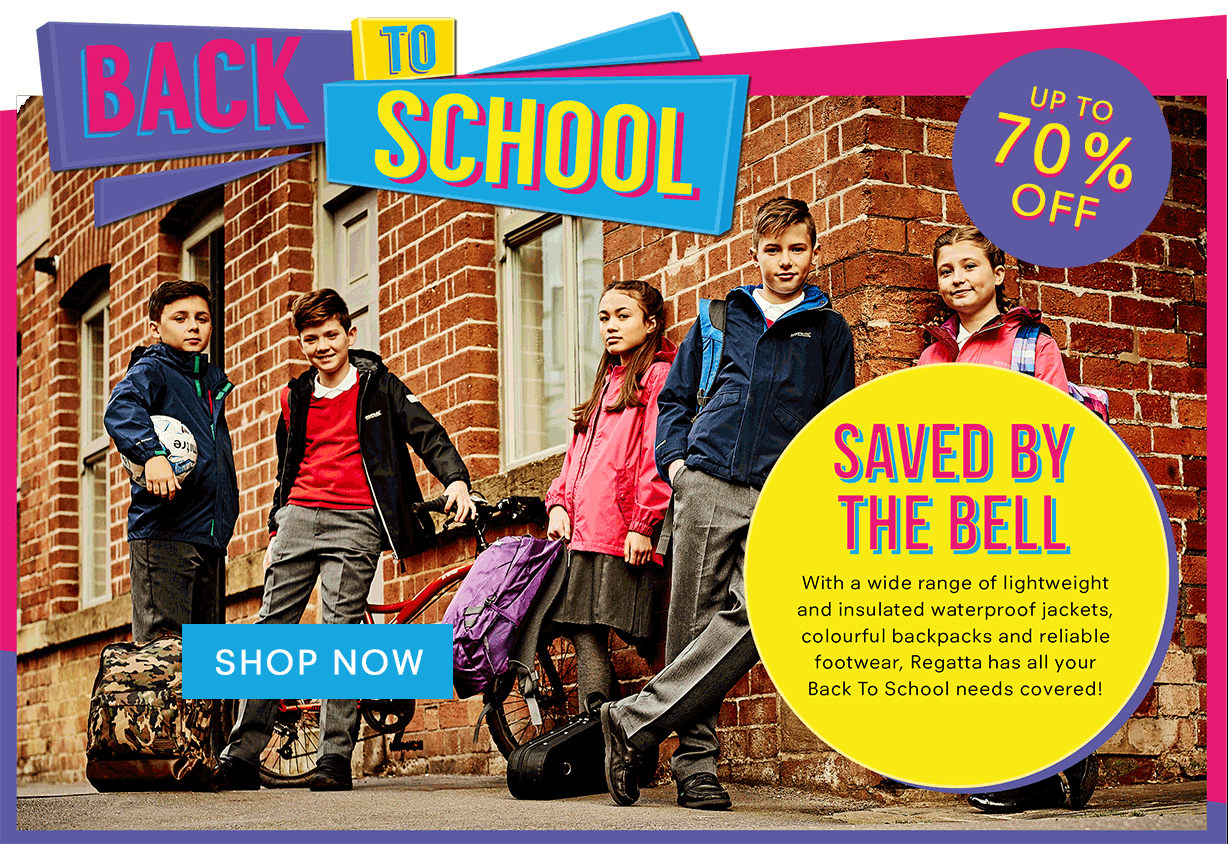 BACK
TO
SCHOOL
UP TO
70%
OFF
SAVED BY
THE BELL
With a wide range of lightweight
and insulated waterproof jackets,
colourful backpacks and reliable
footwear, Regatta has all your
Back To School needs covered!
SHOP NOW